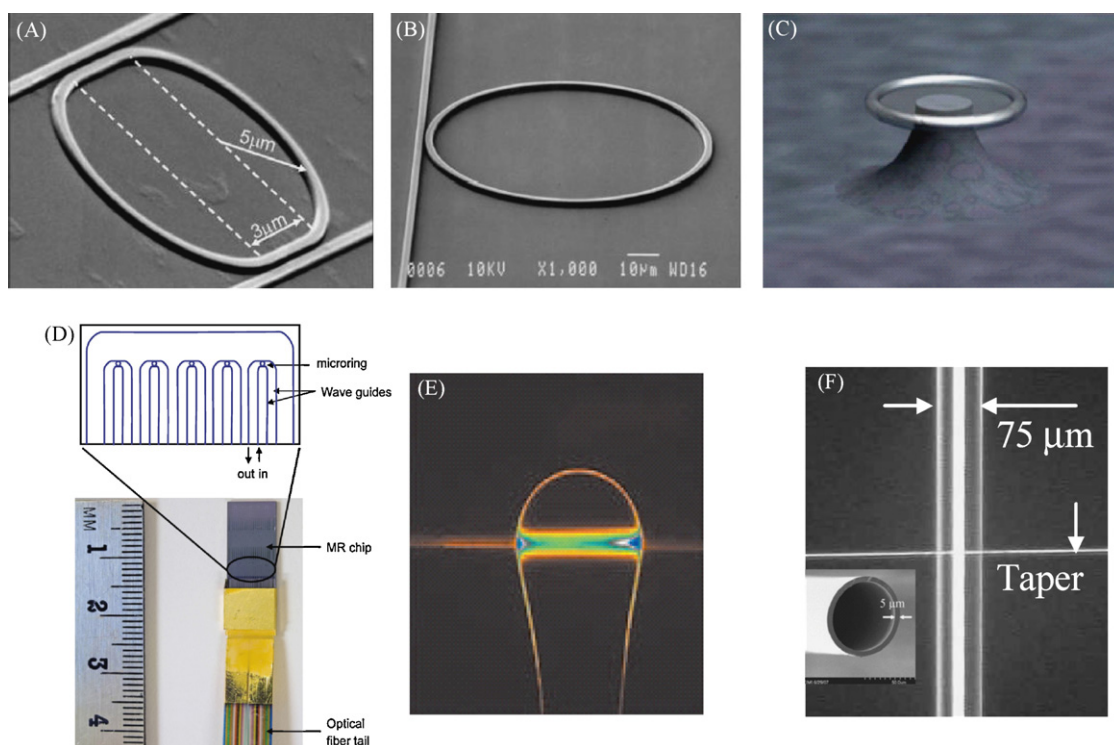 (A)
5μm
3μm
(B)
0006 10KV X1,000 10μm WD16
(C)
(D)
microring
Wave guides
out in
MM
1
2
3
4
MR chip
Optical
fiber tail
(E)
(F)
75 μm
Taper
5 μm